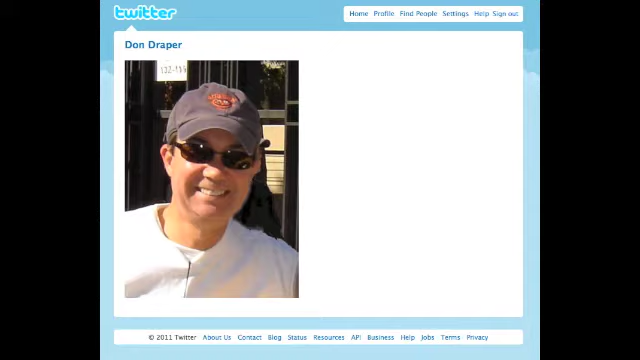 twitter
Home Profile Find People Settings Help Sign out
Don Draper
© 2011 Twitter About Us Contact Blog Status Resources API Business Help Jobs Terms Privacy